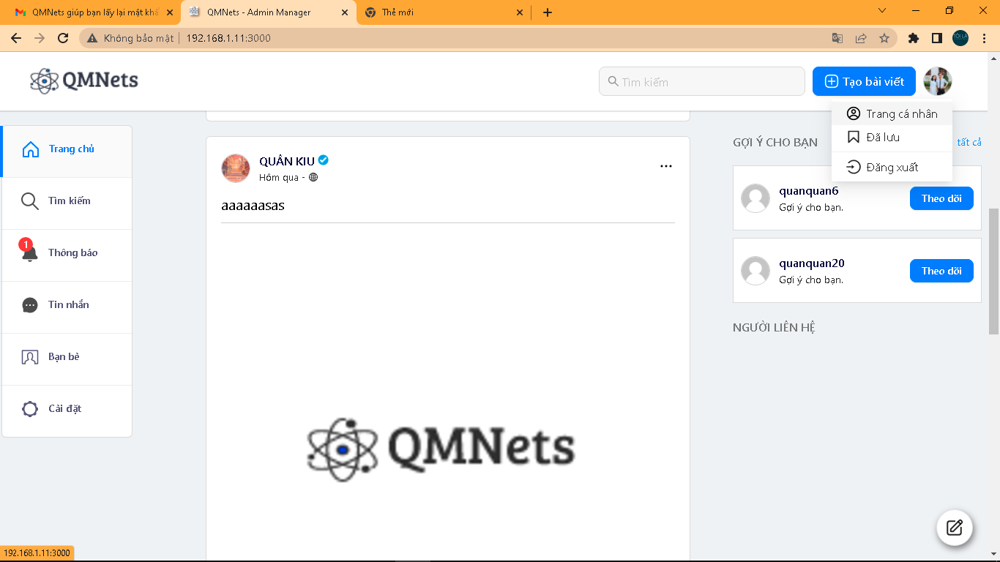 QMNets giúp bạn lấy lại mật khẩ
QMNets - Admin Manager
Thẻ mới
Không bảo mật
192.168.1.11:3000
TÔI LÀ
QMNets
Tìm kiếm
Tạo bài viết
Trang cá nhân
Đã lưu
Đăng xuất
Trang chủ
Tìm kiếm
1
Thông báo
Tin nhắn
Bạn bè
Cài đặt
QUÂN KIU
Hôm qua -
aaaaaasas
QMNets
GỢI Ý CHO BẠN
tất cả
quanquan6
Gợi ý cho bạn.
Theo dõi
quanquan20
Gợi ý cho bạn.
Theo dõi
NGƯỜI LIÊN HỆ
192.168.1.11:3000